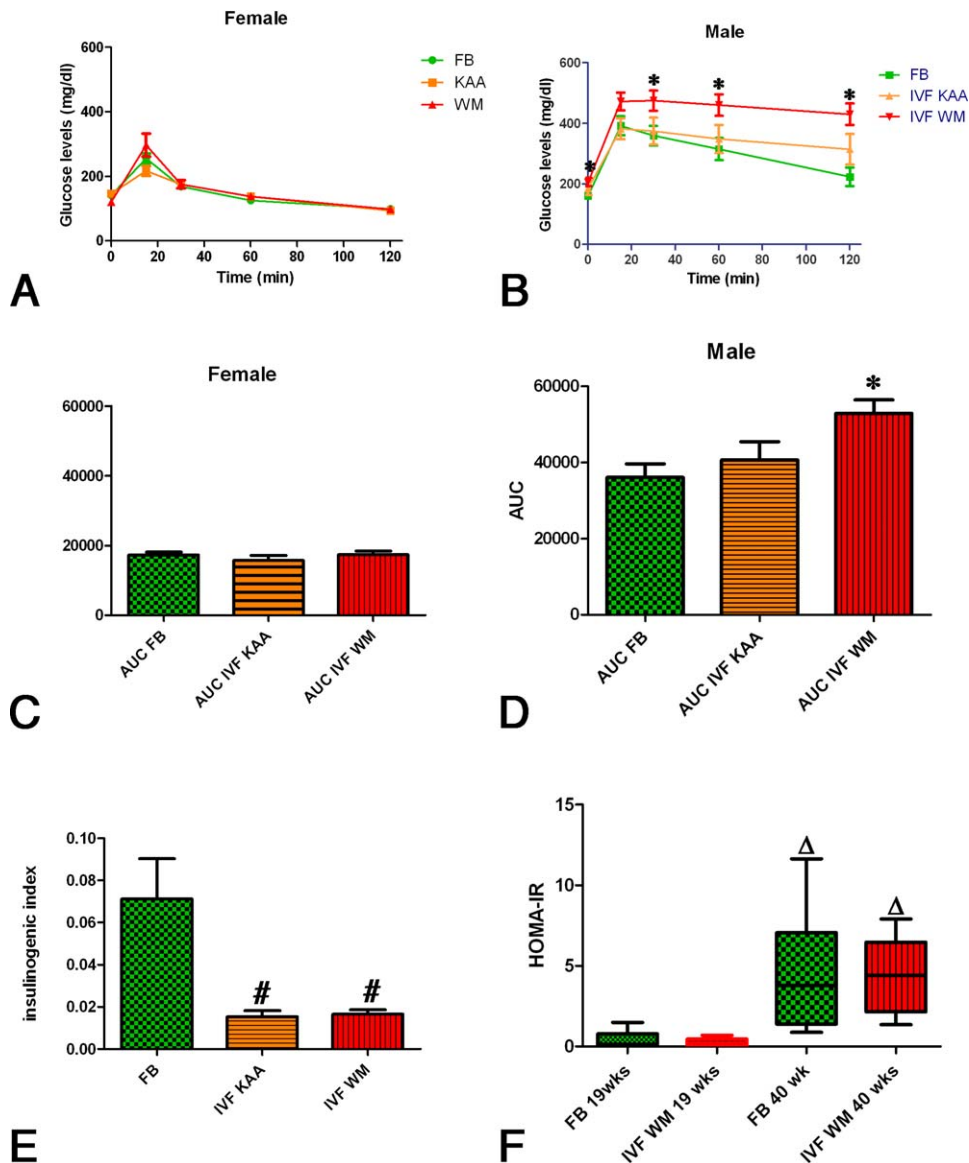 Female
Glucose levels (mg/dl)
600
400
200
0
0 20 40 60 80 100 120
Time (min)
FB
KAA
WM
A
Male
Glucose levels (mg/dl)
600
400
200
0
* * * *
0 20 40 60 80 100 120
Time (min)
FB
IVF KAA
IVF WM
B
Female
60000
40000
20000
0
AUC FB
AUC IVF KAA
AUC IVF WM
C
Male
AUC
60000
40000
20000
0
*
AUC FB
AUC IVF KAA
AUC IVF WM
D
insulinogenic index
0.10
0.08
0.06
0.04
0.02
0.00
# #
FB
IVF KAA
IVF WM
E
HOMA-IR
15
10
5
0
Δ Δ
FB 19wks
IVF WM 19 wks
FB 40 wk
IVF WM 40 wks
F